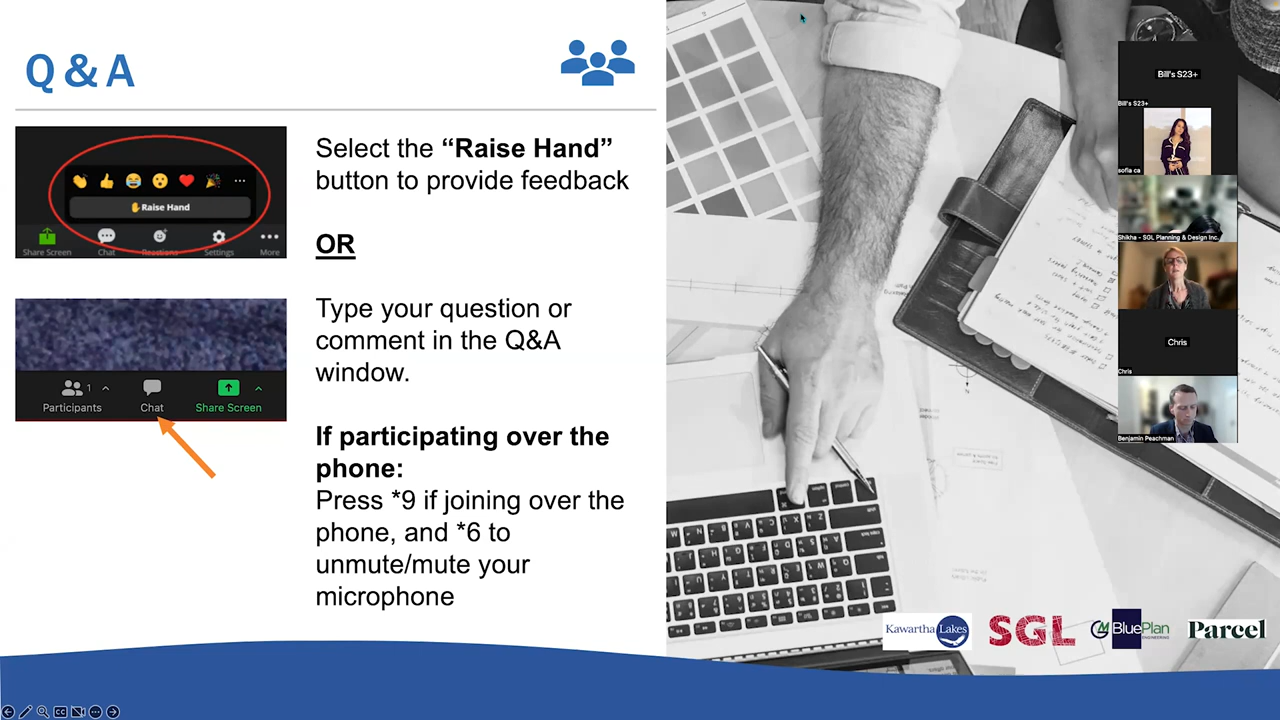 Q & A
✋Raise Hand
Share Screen
Chat
Reactions
Settings
More
Participants
1
Chat
Share Screen
Select the “Raise Hand”
button to provide feedback
OR
Type your question or
comment in the Q&A
window.
If participating over the
phone:
Press *9 if joining over the
phone, and *6 to
unmute/mute your
microphone
Bill's S23+
Bill's S23+
sofia ca
Shikha - SGL Planning & Design Inc.
Chris
Chris
Benjamin Peachman
Kawartha Lakes
SGL
BluePlan
ENGINEERING
Parcel
CC